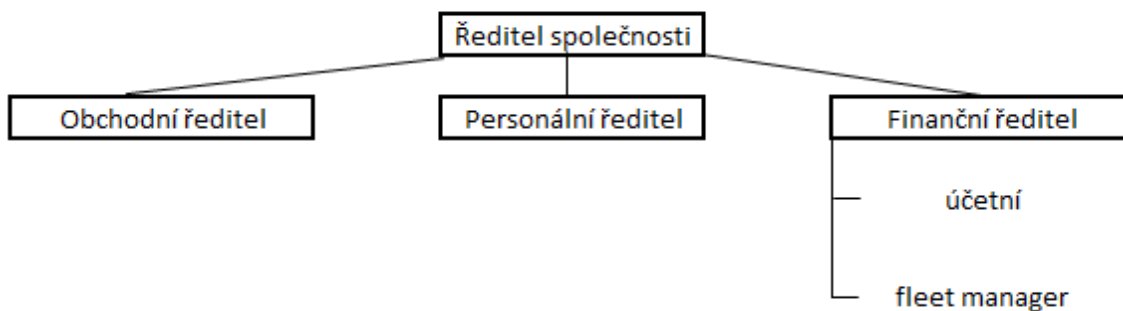 Ředitel společnosti
Obchodní ředitel
Personální ředitel
Finanční ředitel
účetní
fleet manager